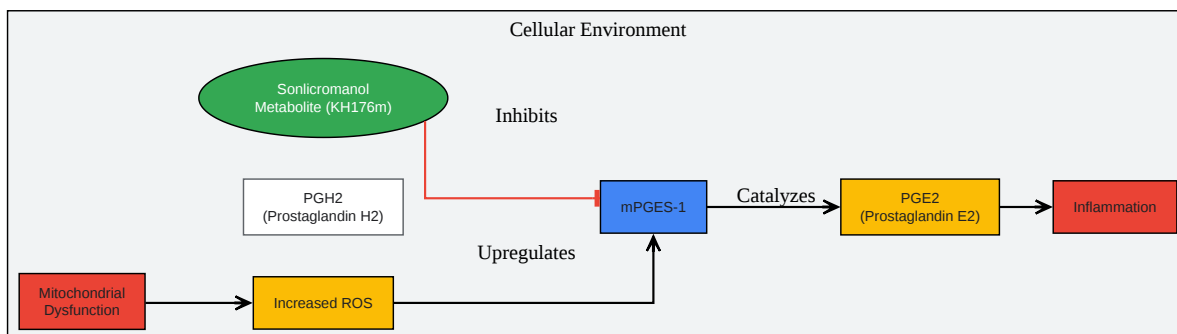 Cellular Environment
Sonlicromanol
Metabolite (KH176m)
Inhibits
PGH2
(Prostaglandin H2)
mPGES-1
Catalyzes
PGE2
(Prostaglandin E2)
Inflammation
Upregulates
Mitochondrial
Dysfunction
Increased ROS